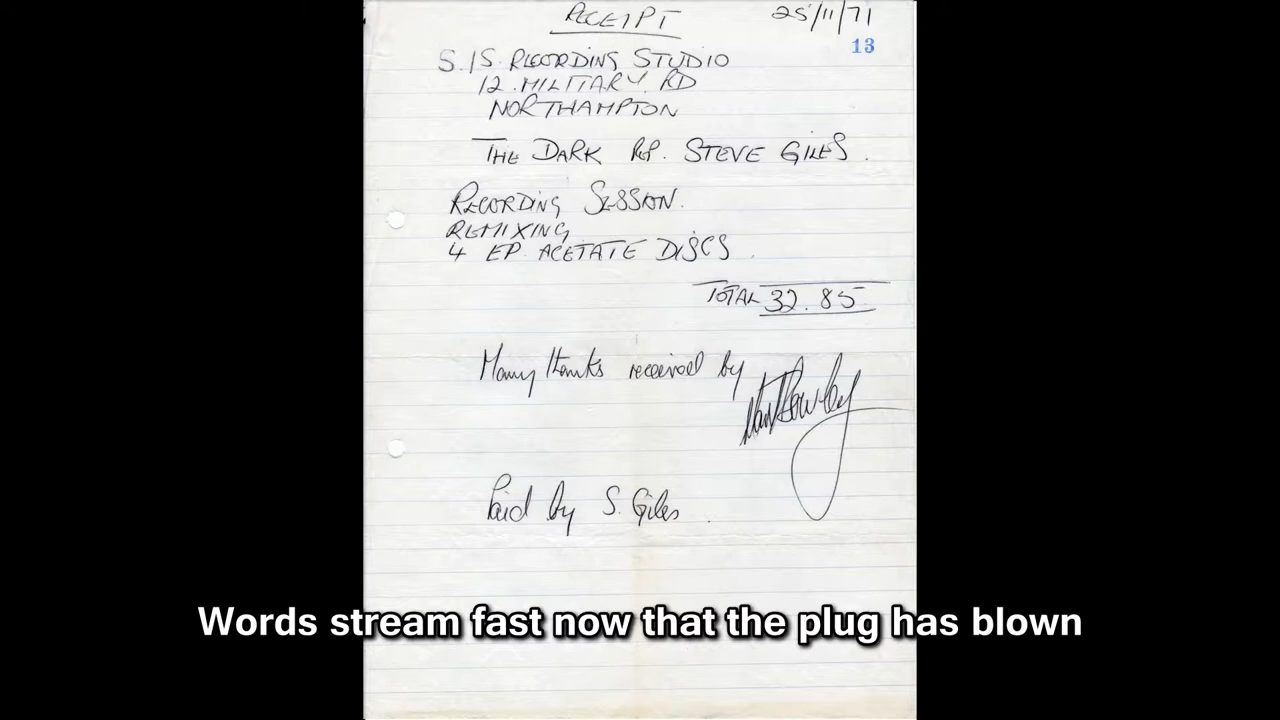 RECEIPT 25/11/71
13
S.I.S. RECORDING STUDIO
12. MILITARY. RD
NORTHAMPTON
THE DARK REP. STEVE GILES.
RECORDING SESSION.
REMIXING
4 EP. ACETATE DISCS.
TOTAL 32.85
Many thanks received by
Paid by S. Giles.
Words stream fast now that the plug has blown